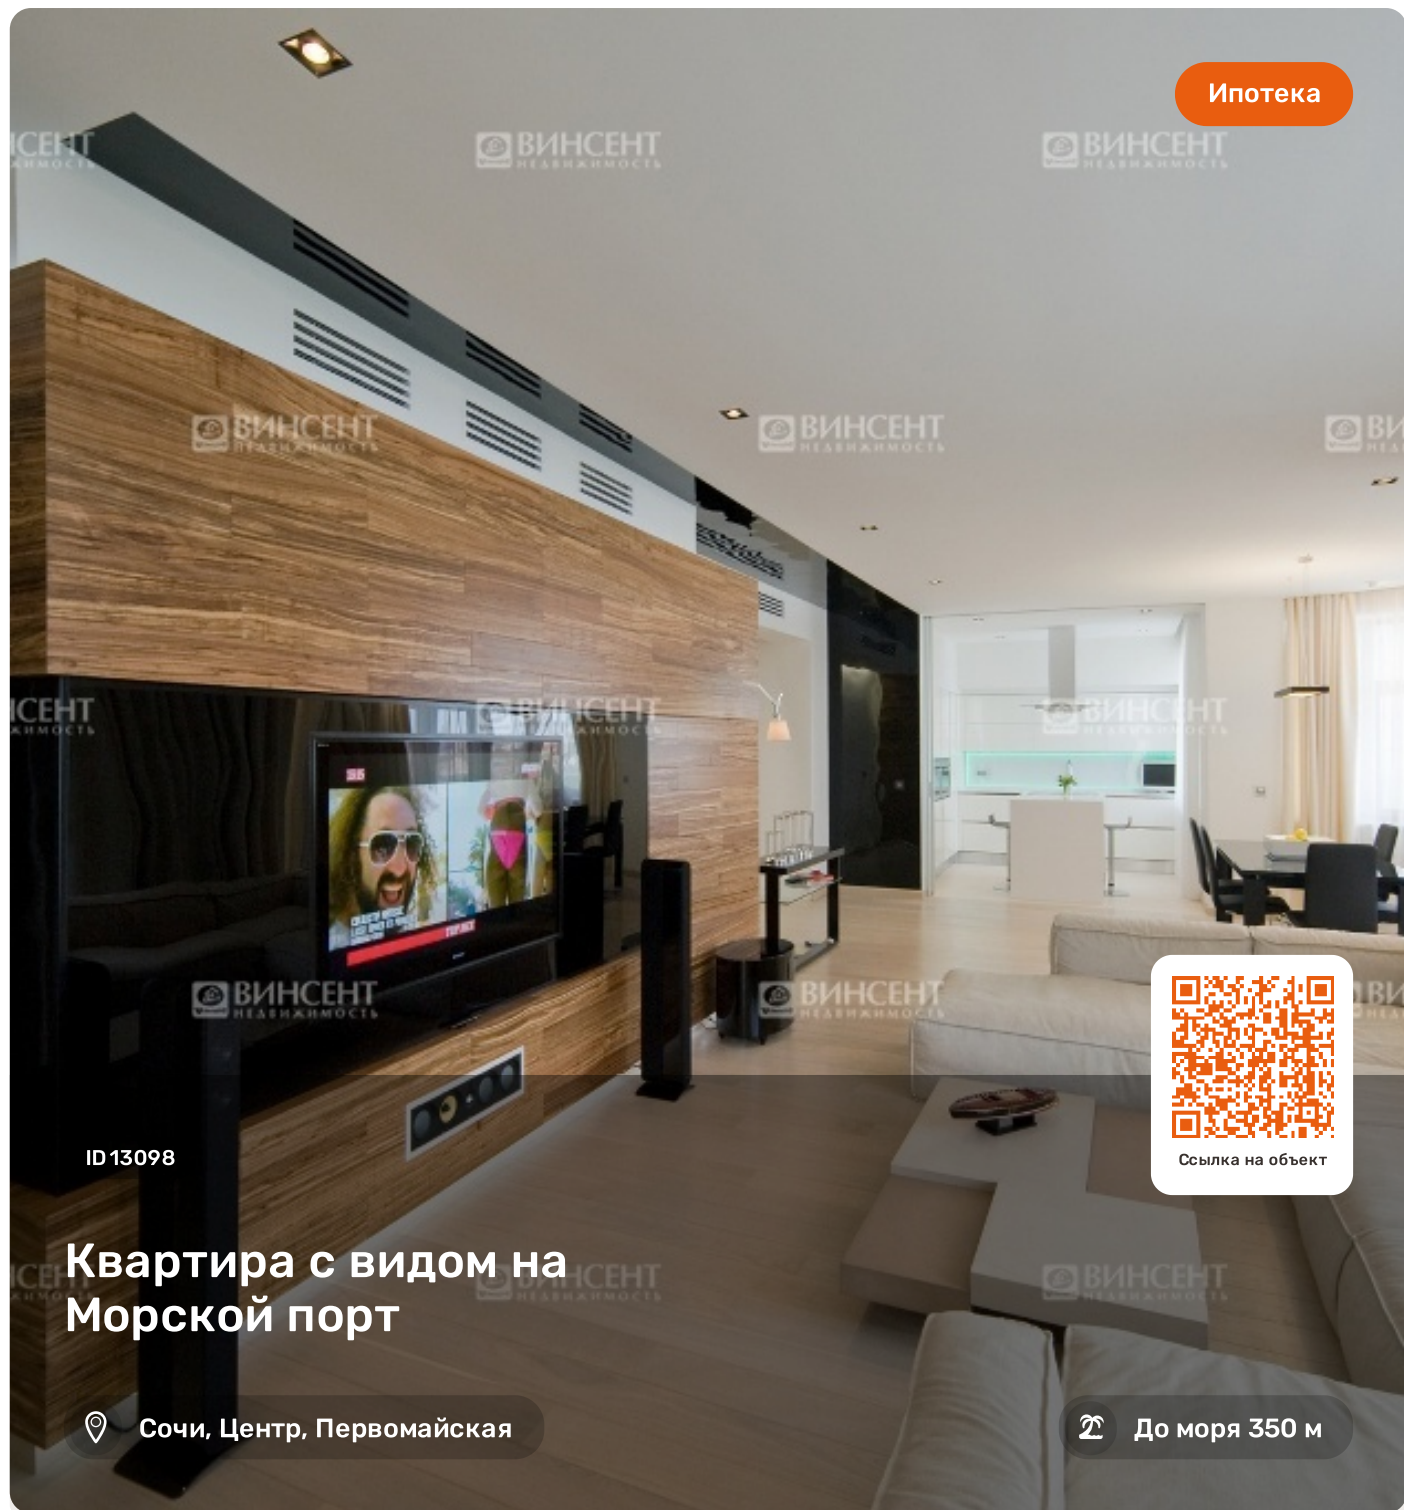 Ипотека
ВИНСЕНТ
НЕДВИЖИМОСТЬ
ID 13098
Ссылка на объект
Квартира с видом на
Морской порт
Сочи, Центр, Первомайская
До моря 350 м